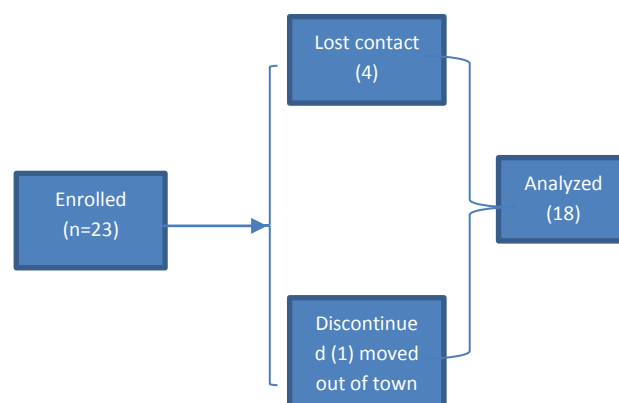 Lost contact
(4)
Enrolled
(n=23)
Analyzed
(18)
Discontinue
d (1) moved
out of town